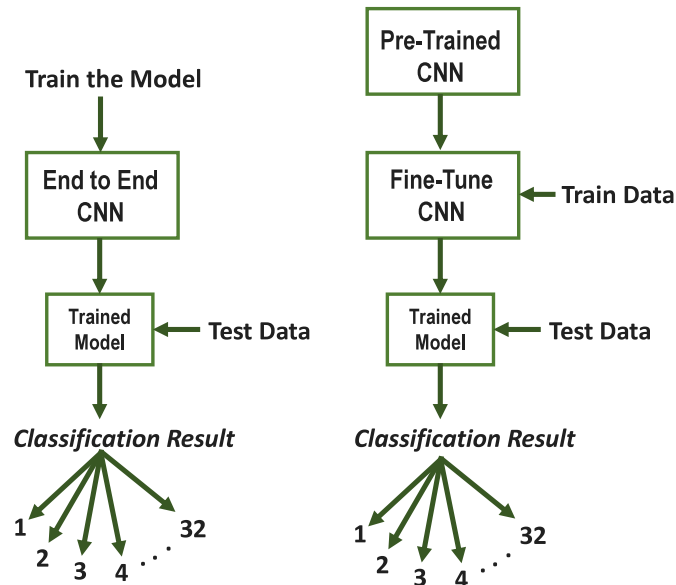 Train the Model
End to End
CNN
Trained
Model
Test Data
Classification Result
1
2
3
4
. . . .
32
Pre-Trained
CNN
Fine-Tune
CNN
Train Data
Trained
Model
Test Data
Classification Result
1
2
3
4
. . . .
32